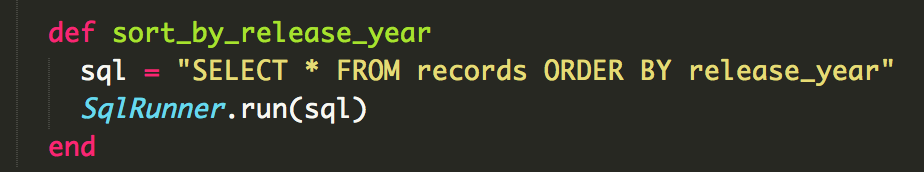 def sort_by_release_year
sql = "SELECT * FROM records ORDER BY release_year"
SqlRunner.run(sql)
end